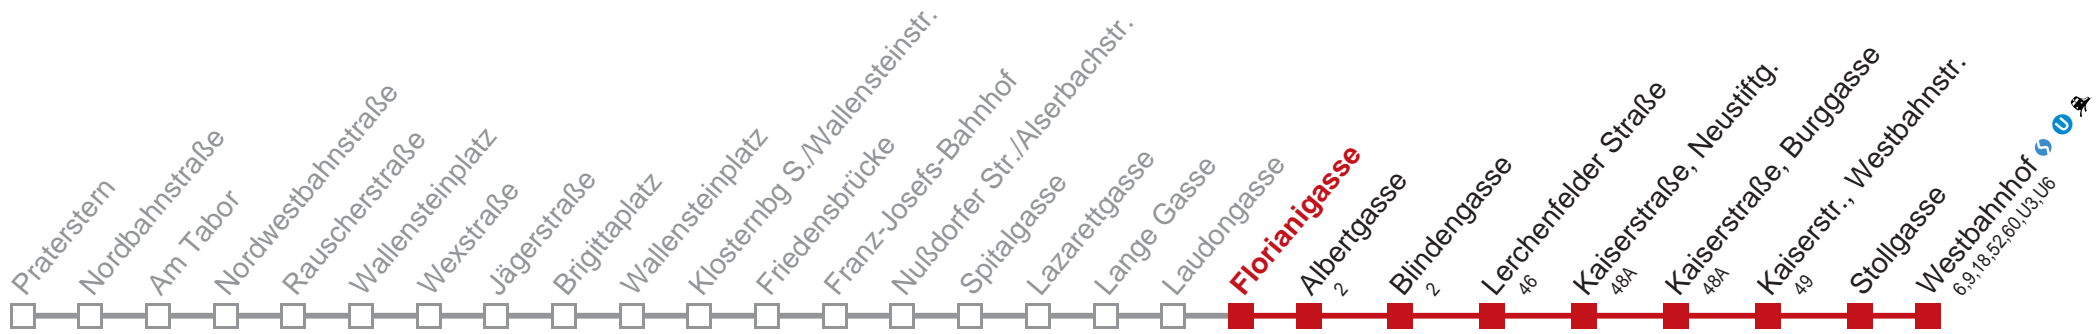 Praterstern
Nordbahnstraße
Am Tabor
Nordwestbahnstraße
Rauscherstraße
Wallensteinplatz
Wexstraße
Jägerstraße
Brigittaplatz
Wallensteinplatz
Klosternbg S./Wallensteinstr.
Friedensbrücke
Franz-Josefs-Bahnhof
Nußdorfer Str./Alserbachstr.
Spitalgasse
Lazarettgasse
Lange Gasse
Laudongasse
Florianigasse
Albertgasse
2
Blindengasse
2
Lerchenfelder Straße
46
Kaiserstraße, Neustiftg.
48A
Kaiserstraße, Burggasse
48A
Kaiserstr., Westbahnstr.
49
Stollgasse
Westbahnhof S U
6,9,18,52,60,U3,U6